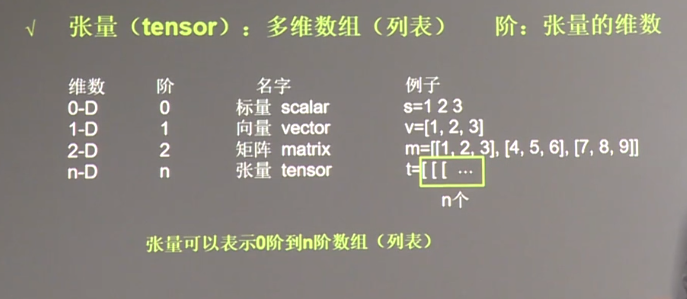 √ 张量（tensor）：多维数组（列表） 阶：张量的维数
维数 阶 名字 例子
0-D 0 标量 scalar s=1 2 3
1-D 1 向量 vector v=[1, 2, 3]
2-D 2 矩阵 matrix m=[[1, 2, 3], [4, 5, 6], [7, 8, 9]]
n-D n 张量 tensor t=[ [ [ …
n个
张量可以表示0阶到n阶数组（列表）